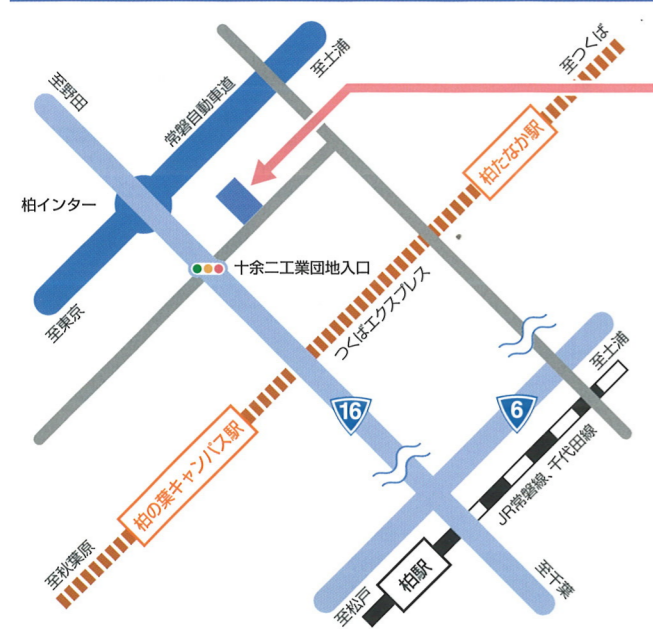 至つくば
至土浦
至野田
常磐自動車道
柏たなか駅
柏インター
十余二工業団地入口
至東京
つくばエクスプレス
至土浦
16
6
柏の葉キャンパス駅
JR常磐線、千代田線
至秋葉原
柏駅
至松戸
至千葉